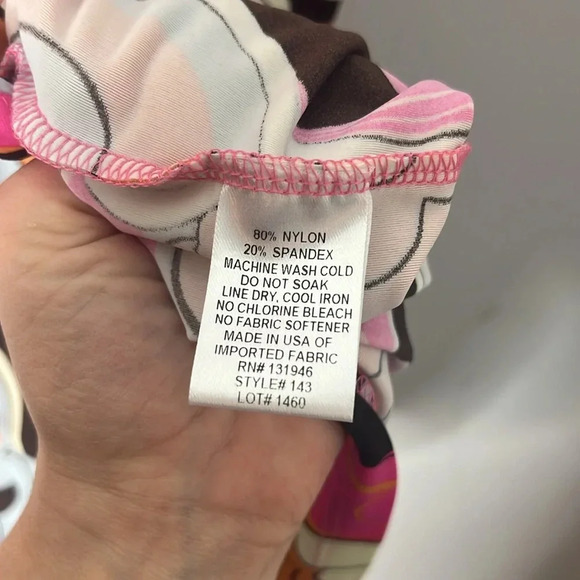 80% NYLON
20% SPANDEX
MACHINE WASH COLD
DO NOT SOAK
LINE DRY, COOL IRON
NO CHLORINE BLEACH
NO FABRIC SOFTENER
MADE IN USA OF
IMPORTED FABRIC
RN# 131946
STYLE# 143
LOT# 1460